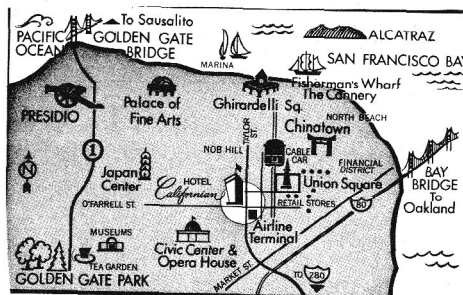 To Sausalito
PACIFIC
OCEAN
GOLDEN GATE
BRIDGE
ALCATRAZ
MARINA
SAN FRANCISCO BAY
Fisherman's Wharf
The Cannery
PRESIDIO
Palace of
Fine Arts
Ghirardelli Sq.
NORTH BEACH
Chinatown
TAYLOR
ST.
NOB HILL
CABLE
CAR
FINANCIAL
DISTRICT
BAY
BRIDGE
To
Oakland
1
N
Japan
Center
HOTEL
Californian
Union Square
O'FARRELL ST.
RETAIL STORES
80
MUSEUMS
Airline
Terminal
Civic Center &
Opera House
TEA GARDEN
GOLDEN GATE PARK
MARKET ST.
TO 280